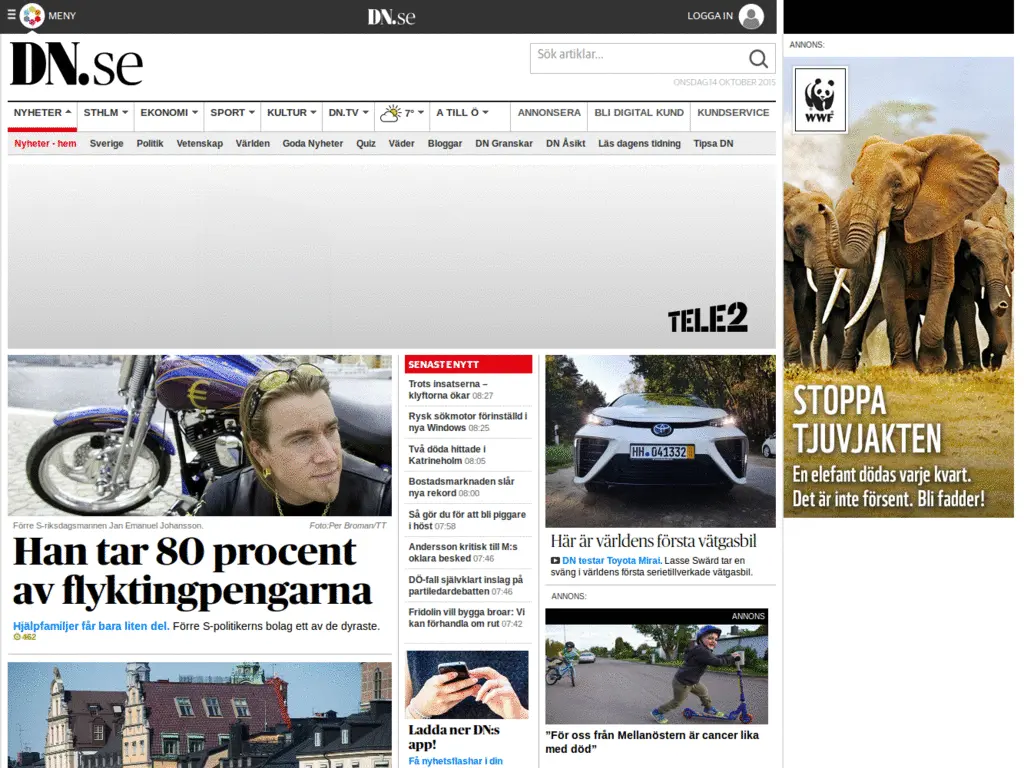 MENY
DN.se
LOGGA IN
DN.se
Sök artiklar...
ONSDAG 14 OKTOBER 2015
NYHETER STHLM EKONOMI SPORT KULTUR DN.TV 7° A TILL Ö ANNONSERA BLI DIGITAL KUND KUNDSERVICE
Nyheter - hem Sverige Politik Vetenskap Världen Goda Nyheter Quiz Väder Bloggar DN Granskar DN Åsikt Läs dagens tidning Tipsa DN
TELE2
€
Förre S-riksdagsmannen Jan Emanuel Johansson. Foto:Per Broman/TT
Han tar 80 procent
av flyktingpengarna
Hjälpfamiljer får bara liten del. Förre S-politikerns bolag ett av de dyraste.
462
SENASTE NYTT
Trots insatserna –
klyftorna ökar 08:27
Rysk sökmotor förinställd i
nya Windows 08:25
Två döda hittade i
Katrineholm 08:05
Bostadsmarknaden slår
nya rekord 08:00
Så gör du för att bli piggare
i höst 07:58
Andersson kritisk till M:s
oklara besked 07:46
DÖ-fall självklart inslag på
partiledardebatten 07:46
Fridolin vill bygga broar: Vi
kan förhandla om rut 07:42
Ladda ner DN:s
app!
Få nyhetsflashar i din
HH 041332
Här är världens första vätgasbil
DN testar Toyota Mirai. Lasse Swärd tar en
sväng i världens första serietillverkade vätgasbil.
ANNONS:
ANNONS
”För oss från Mellanöstern är cancer lika
med död”
ANNONS:
WWF
STOPPA
TJUVJAKTEN
En elefant dödas varje kvart.
Det är inte försent. Bli fadder!